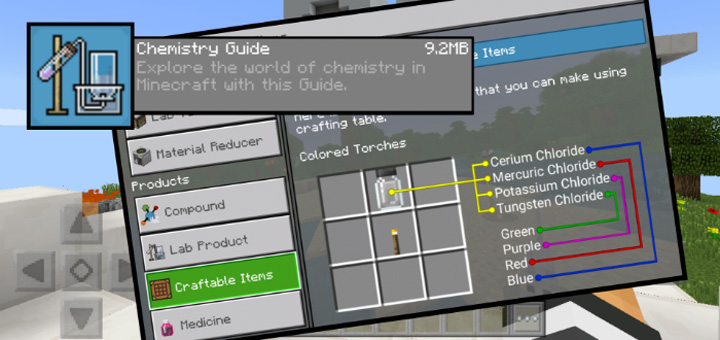 Chemistry Guide 9.2MB
Explore the world of chemistry in
Minecraft with this Guide.
Items
that you can make using
crafting table.
Material Reducer
Products
Compound
Lab Product
Craftable Items
Medicine
Colored Torches
Cerium Chloride
Mercuric Chloride
Potassium Chloride
Tungsten Chloride
Green
Purple
Red
Blue